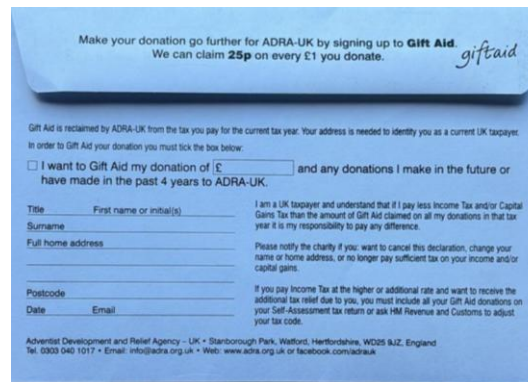 Make your donation go further for ADRA-UK by signing up to Gift Aid.
We can claim 25p on every £1 you donate.
giftaid
Gift Aid is reclaimed by ADRA-UK from the tax you pay for the current tax year. Your address is needed to identify you as a current UK taxpayer.
In order to Gift Aid your donation you must tick the box below:
I want to Gift Aid my donation of £ and any donations I make in the future or
have made in the past 4 years to ADRA-UK.
Title First name or initial(s)
Surname
Full home address
Postcode
Date Email
I am a UK taxpayer and understand that if I pay less Income Tax and/or Capital
Gains Tax than the amount of Gift Aid claimed on all my donations in that tax
year it is my responsibility to pay any difference.
Please notify the charity if you: want to cancel this declaration, change your
name or home address, or no longer pay sufficient tax on your income and/or
capital gains.
If you pay Income Tax at the higher or additional rate and want to receive the
additional tax relief due to you, you must include all your Gift Aid donations on
your Self-Assessment tax return or ask HM Revenue and Customs to adjust
your tax code.
Adventist Development and Relief Agency – UK • Stanborough Park, Watford, Hertfordshire, WD25 9JZ, England
Tel. 0303 040 1017 • Email: info@adra.org.uk • Web: www.adra.org.uk or facebook.com/adrauk